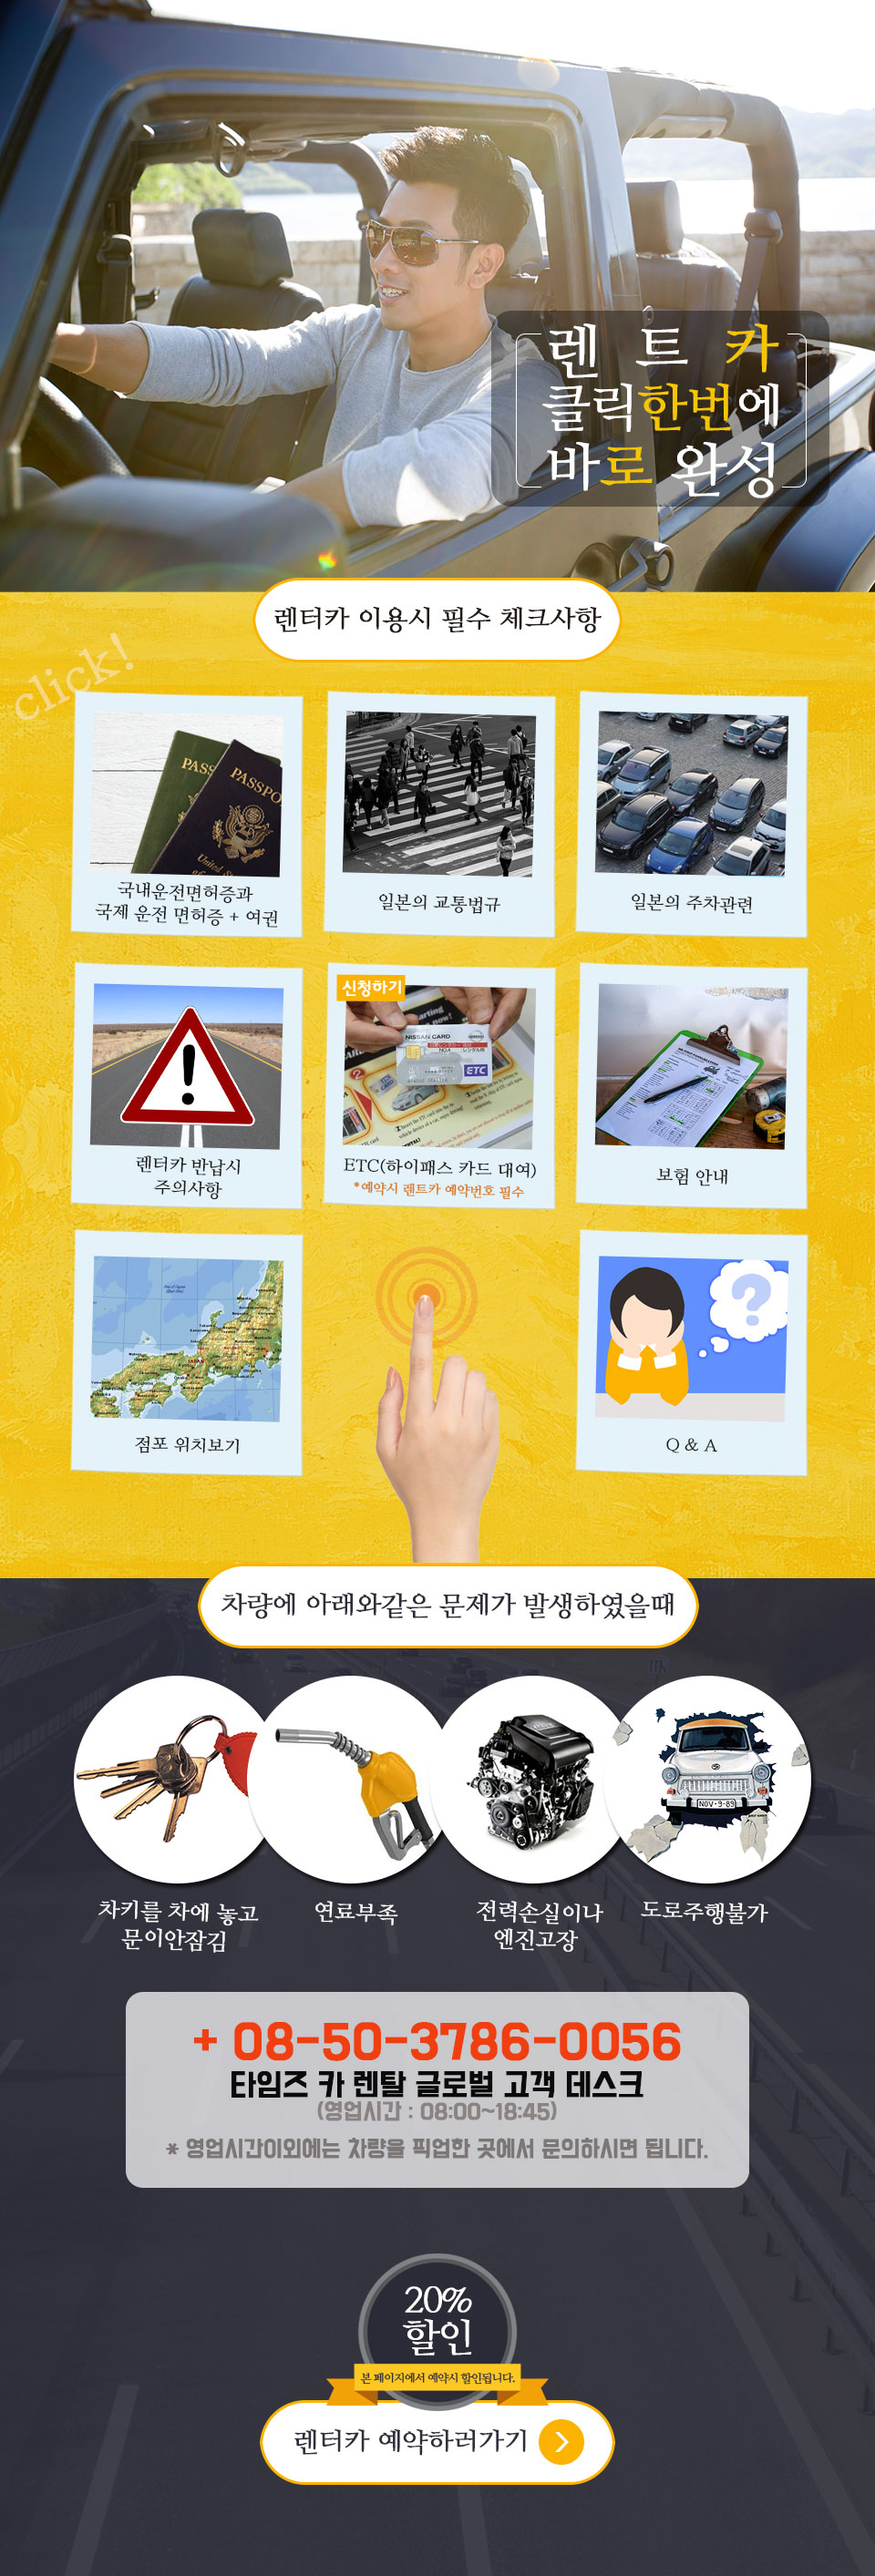 렌 트 카
클릭한번에
바로 완성
렌터카 이용시 필수 체크사항
click!
PASS
PASSPO
United Sta
of
국내운전면허증과
국제 운전 면허증 + 여권
일본의 교통법규
일본의 주차관련
렌터카 반납시
주의사항
신청하기
NISSAN CARD
ETC
ETC(하이패스 카드 대여)
*예약시 렌트카 예약번호 필수
보험 안내
JAPAN
점포 위치보기
?
Q & A
차량에 아래와같은 문제가 발생하였을때
NOV·9-89
차키를 차에 놓고
문이안잠김
연료부족
전력손실이나
엔진고장
도로주행불가
+ 08-50-3786-0056
타임즈 카 렌탈 글로벌 고객 데스크
(영업시간 : 08:00~18:45)
* 영업시간이외에는 차량을 픽업한 곳에서 문의하시면 됩니다.
20%
할인
본 페이지에서 예약시 할인됩니다.
렌터카 예약하러가기